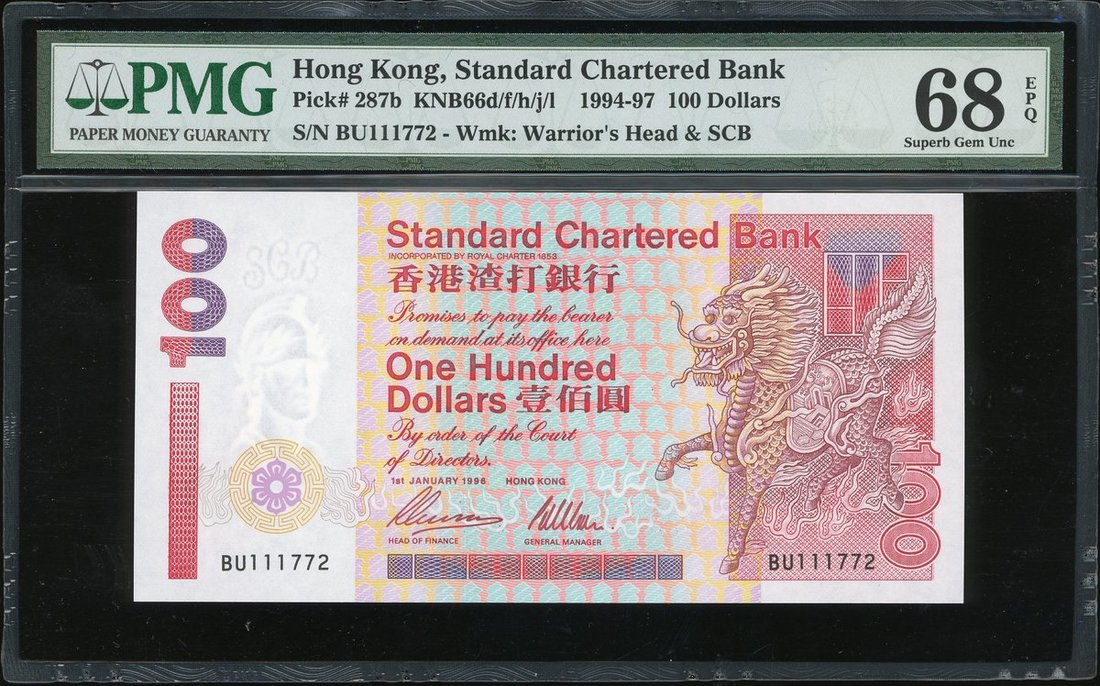 PMG
PAPER MONEY GUARANTY
Hong Kong, Standard Chartered Bank
Pick# 287b KNB66d/f/h/j/l 1994-97 100 Dollars
S/N BU111772 - Wmk: Warrior's Head & SCB
68
EPQ
Superb Gem Unc
100
SCB
Standard Chartered Bank
INCORPORATED BY ROYAL CHARTER 1853
香港渣打銀行
Promises to pay the bearer
on demand at its office here
One Hundred
Dollars 壹佰圓
By order of the Court
of Directors.
1st JANUARY 1996 HONG KONG
HEAD OF FINANCE GENERAL MANAGER
BU111772
BU111772
100